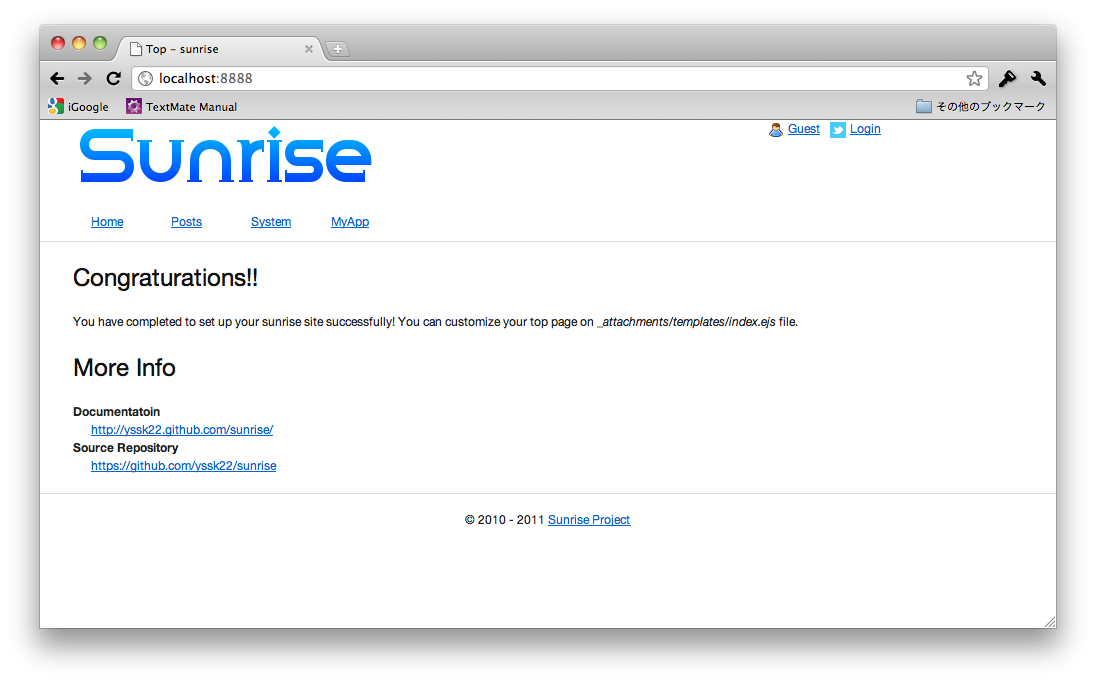 Top – sunrise
localhost:8888
iGoogle TextMate Manual その他のブックマーク
Sunrise Guest Login
Home Posts System MyApp
Congraturations!!
You have completed to set up your sunrise site successfully! You can customize your top page on _attachments/templates/index.ejs file.
More Info
Documentatoin
http://yssk22.github.com/sunrise/
Source Repository
https://github.com/yssk22/sunrise
© 2010 - 2011 Sunrise Project